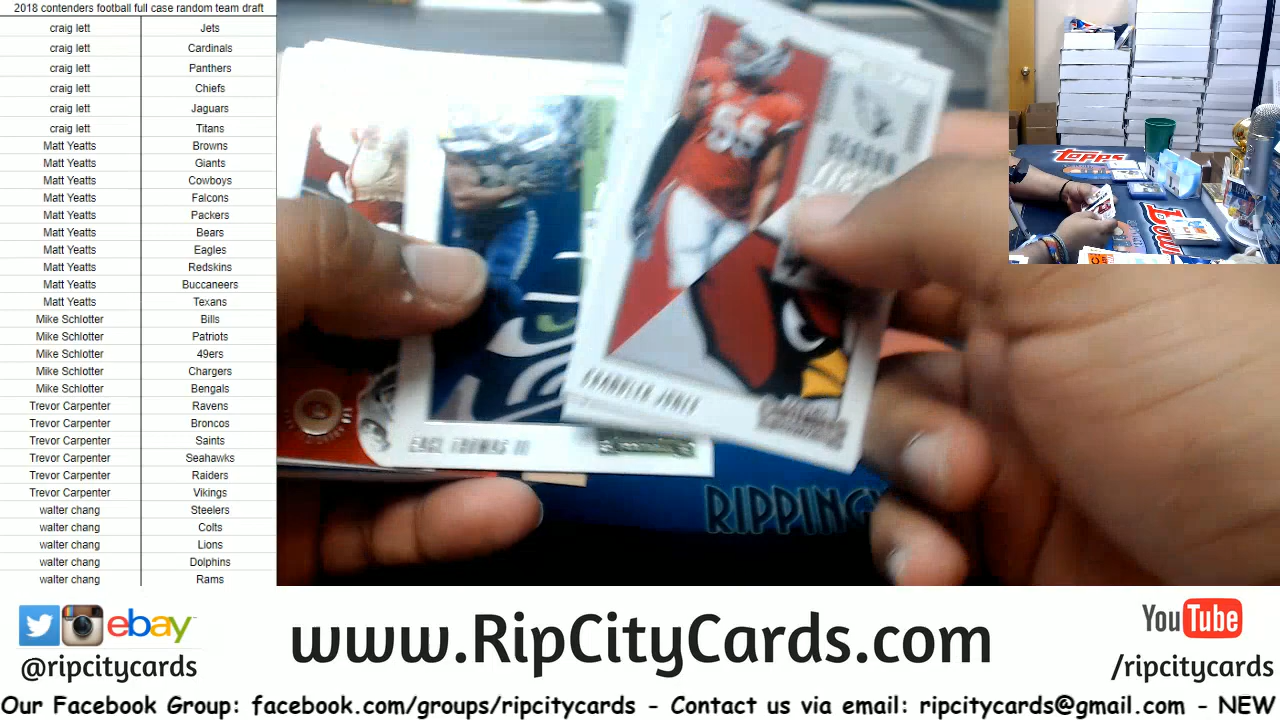 2018 contenders football full case random team draft
craig lett Jets
craig lett Cardinals
craig lett Panthers
craig lett Chiefs
craig lett Jaguars
craig lett Titans
Matt Yeatts Browns
Matt Yeatts Giants
Matt Yeatts Cowboys
Matt Yeatts Falcons
Matt Yeatts Packers
Matt Yeatts Bears
Matt Yeatts Eagles
Matt Yeatts Redskins
Matt Yeatts Buccaneers
Matt Yeatts Texans
Mike Schlotter Bills
Mike Schlotter Patriots
Mike Schlotter 49ers
Mike Schlotter Chargers
Mike Schlotter Bengals
Trevor Carpenter Ravens
Trevor Carpenter Broncos
Trevor Carpenter Saints
Trevor Carpenter Seahawks
Trevor Carpenter Raiders
Trevor Carpenter Vikings
walter chang Steelers
walter chang Colts
walter chang Lions
walter chang Dolphins
walter chang Rams
SEASON
55
CHANDLER JONES
EARL THOMAS III
RIPPING
Topps
ebay
@ripcitycards
www.RipCityCards.com
YouTube
/ripcitycards
Our Facebook Group: facebook.com/groups/ripcitycards - Contact us via email: ripcitycards@gmail.com - NEW